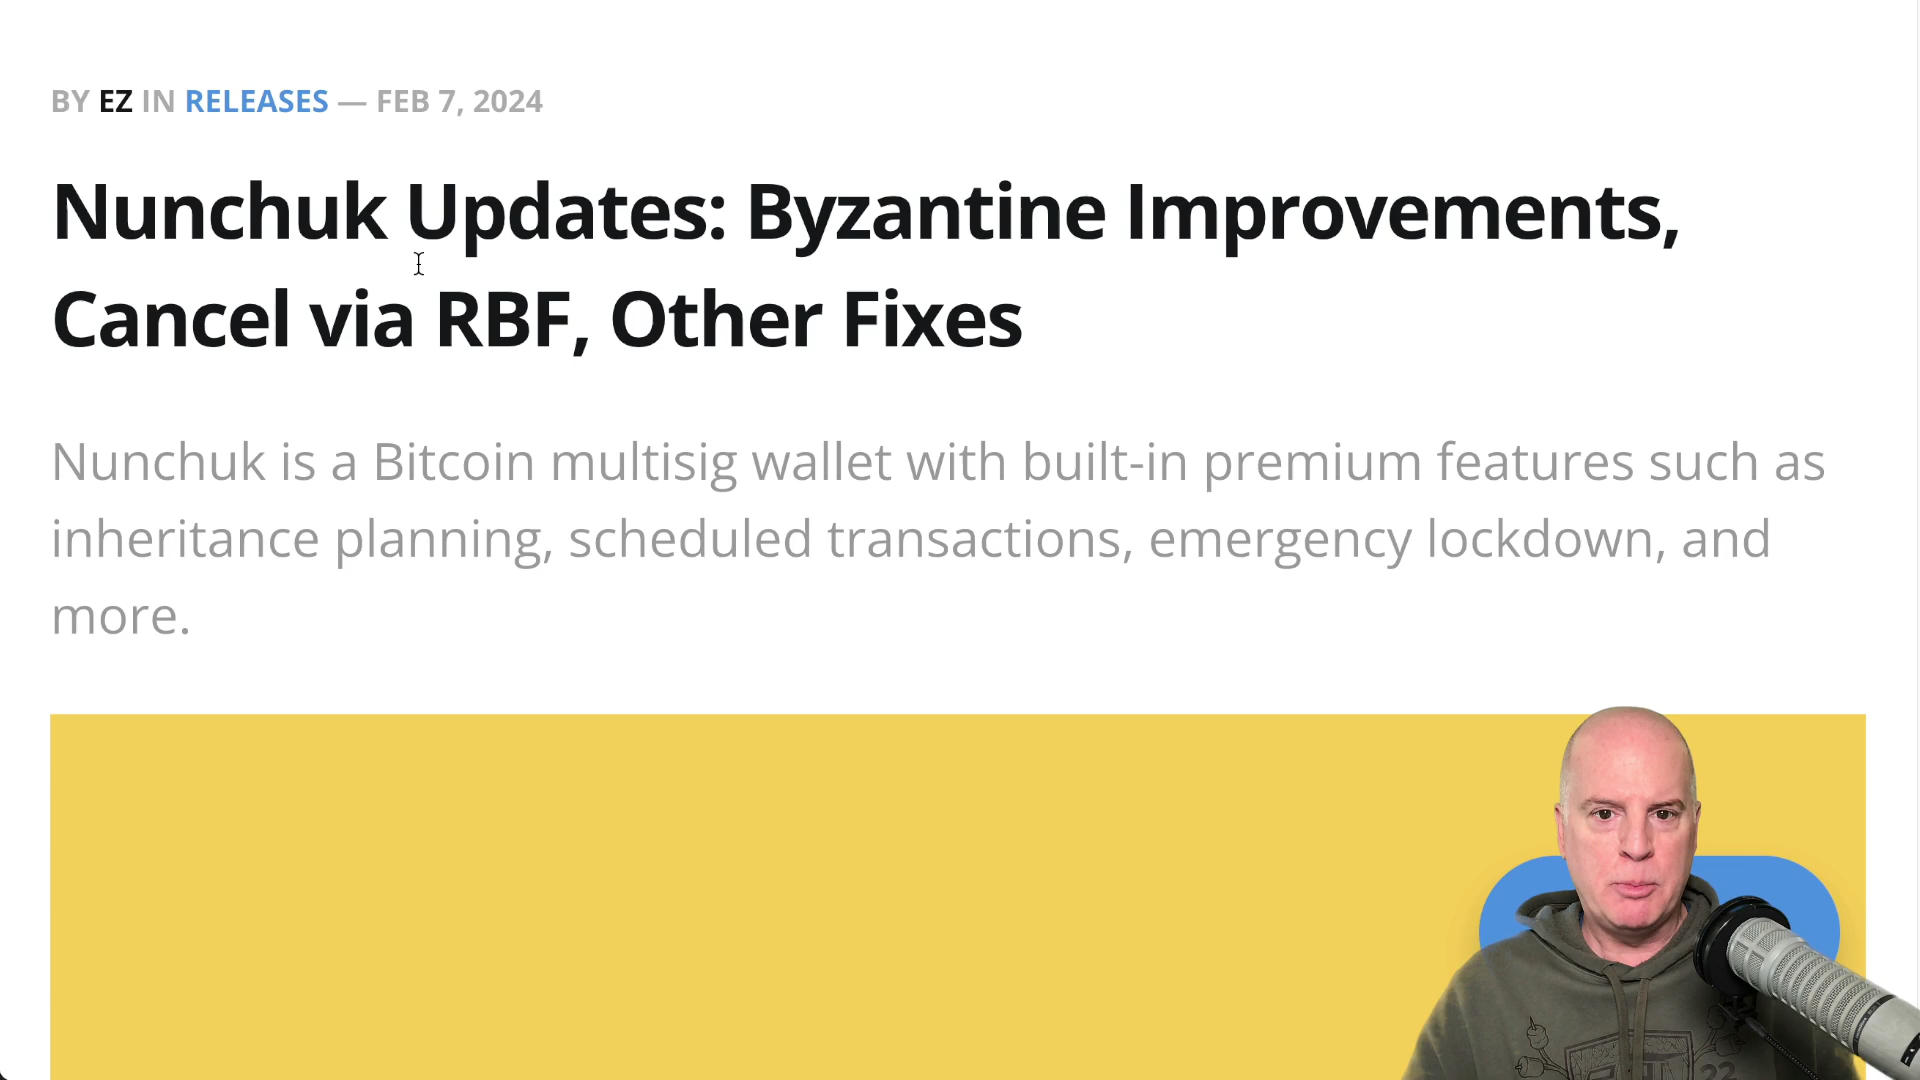 BY EZ IN RELEASES — FEB 7, 2024
Nunchuk Updates: Byzantine Improvements,
Cancel via RBF, Other Fixes
Nunchuk is a Bitcoin multisig wallet with built-in premium features such as
inheritance planning, scheduled transactions, emergency lockdown, and
more.
22